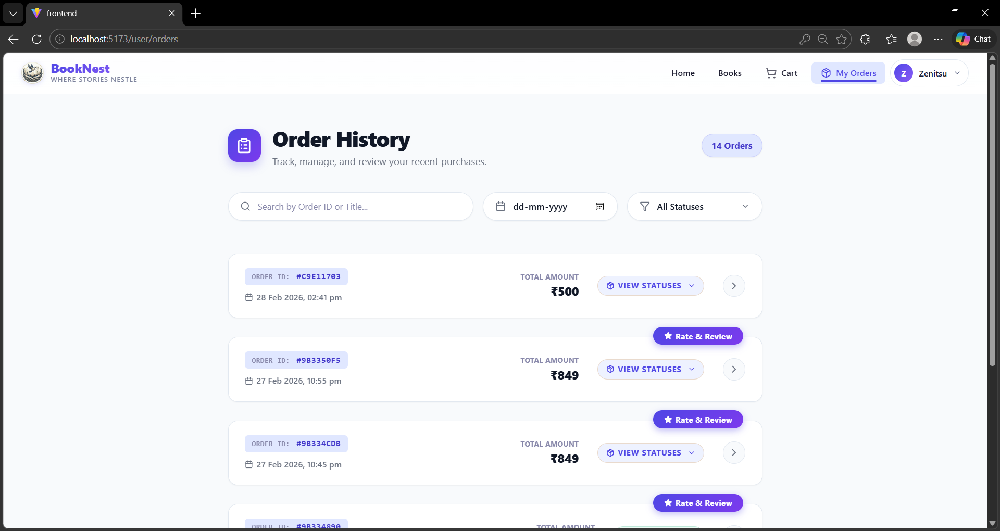 frontend
localhost:5173/user/orders
Chat
BookNest
WHERE STORIES NESTLE
Home
Books
Cart
My Orders
Z
Zenitsu
Order History
Track, manage, and review your recent purchases.
14 Orders
Search by Order ID or Title...
dd-mm-yyyy
All Statuses
ORDER ID: #C9E11703
28 Feb 2026, 02:41 pm
TOTAL AMOUNT
₹500
VIEW STATUSES
Rate & Review
ORDER ID: #9B3350F5
27 Feb 2026, 10:55 pm
TOTAL AMOUNT
₹849
VIEW STATUSES
Rate & Review
ORDER ID: #9B334CDB
27 Feb 2026, 10:45 pm
TOTAL AMOUNT
₹849
VIEW STATUSES
Rate & Review
ORDER ID: #9B334890
TOTAL AMOUNT